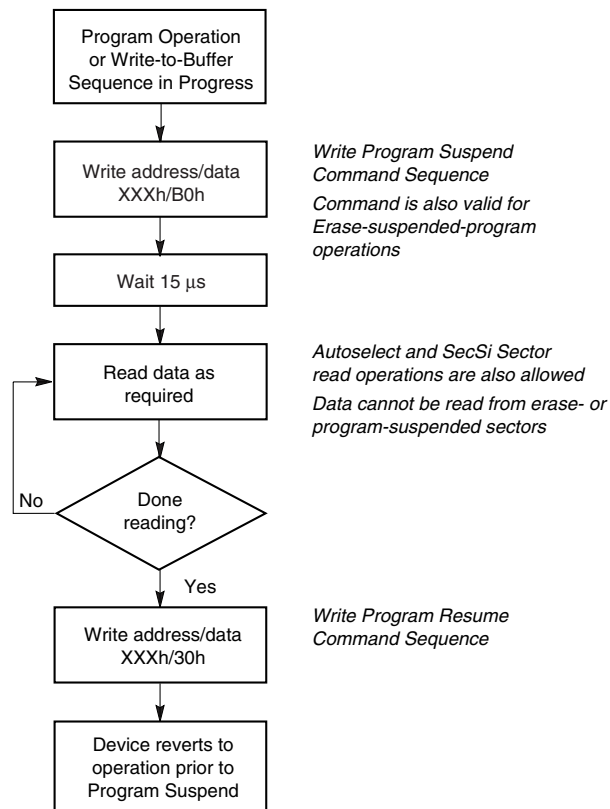 Program Operation
or Write-to-Buffer
Sequence in Progress
Write address/data
XXXh/B0h
Write Program Suspend
Command Sequence
Command is also valid for
Erase-suspended-program
operations
Wait 15 μs
Read data as
required
Autoselect and SecSi Sector
read operations are also allowed
Data cannot be read from erase- or
program-suspended sectors
No
Done
reading?
Yes
Write address/data
XXXh/30h
Write Program Resume
Command Sequence
Device reverts to
operation prior to
Program Suspend